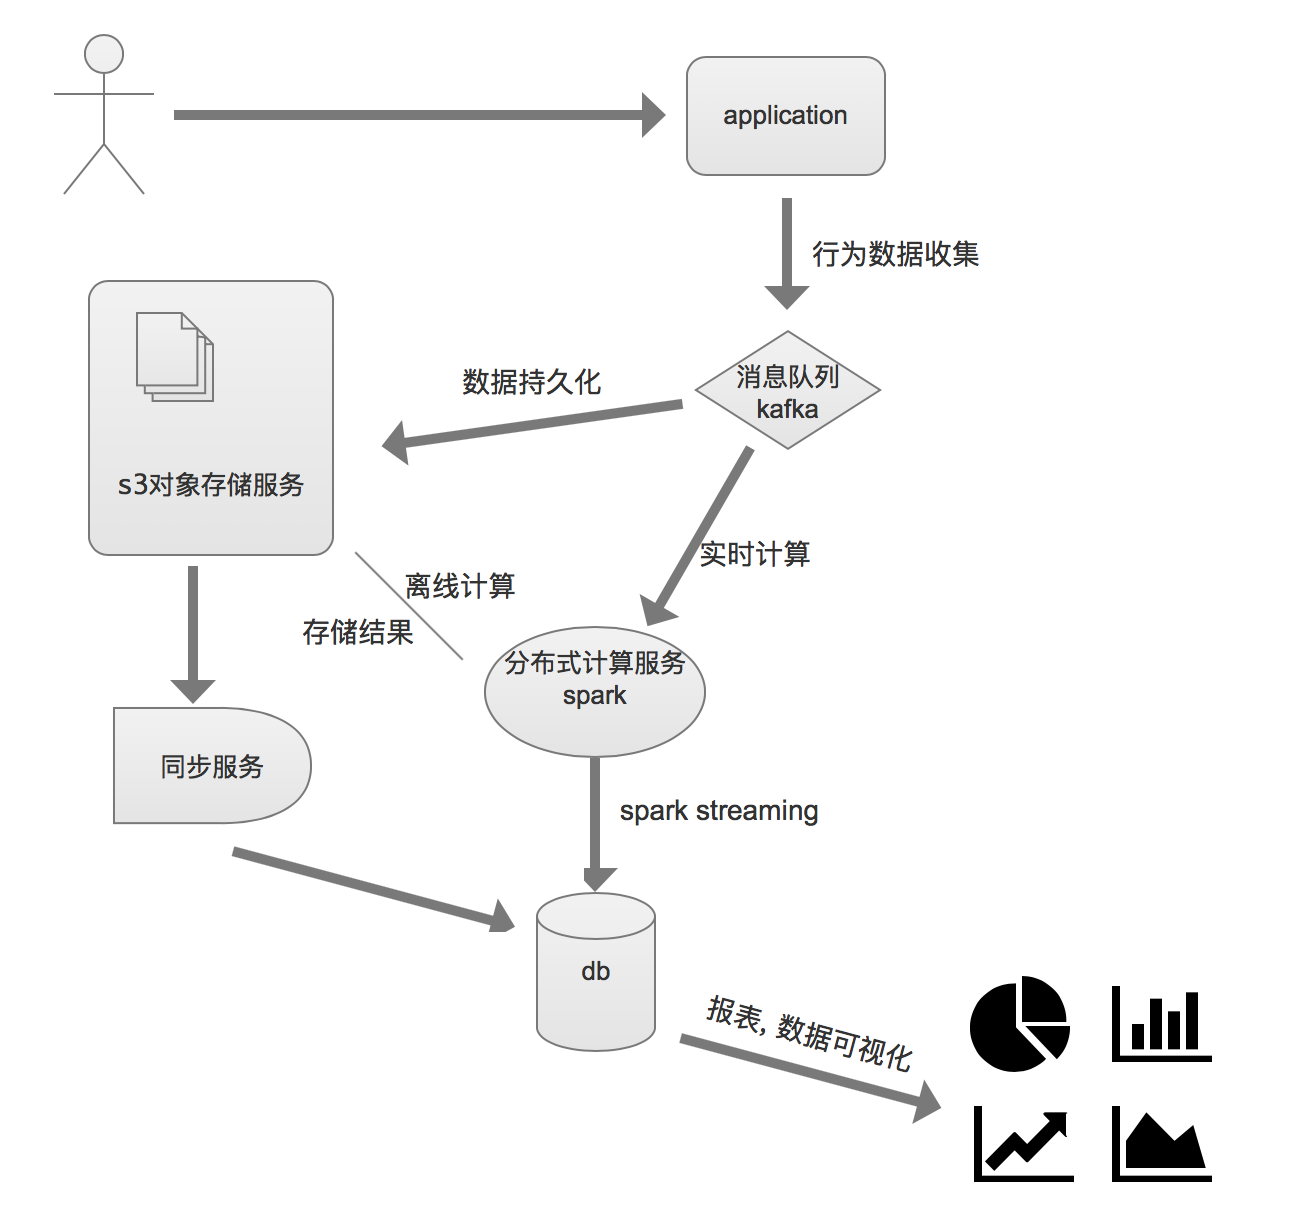 application
行为数据收集
消息队列
kafka
数据持久化
s3对象存储服务
实时计算
离线计算
存储结果
分布式计算服务
spark
同步服务
spark streaming
db
报表, 数据可视化